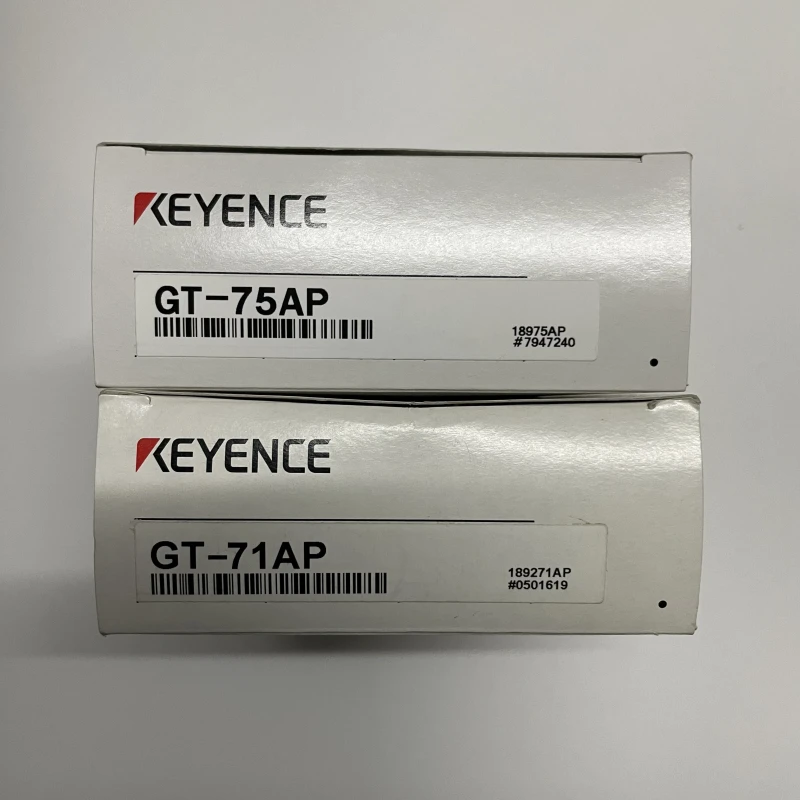 KEYENCE
GT-75AP
18975AP
#7947240
KEYENCE
GT-71AP
189271AP
#0501619